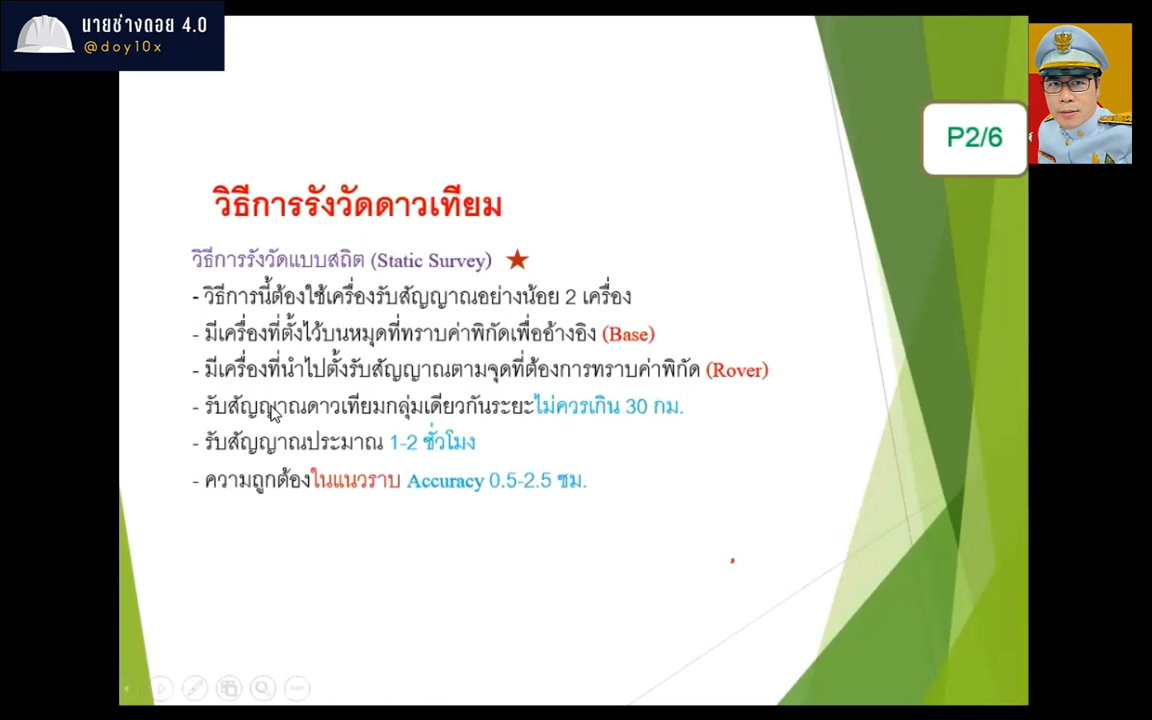 นายช่างดอย 4.0
@doy10x
P2/6
วิธีการรังวัดดาวเทียม
วิธีการรังวัดแบบสถิต (Static Survey)
- วิธีการนี้ต้องใช้เครื่องรับสัญญาณอย่างน้อย 2 เครื่อง
- มีเครื่องที่ตั้งไว้บนหมุดที่ทราบค่าพิกัดเพื่ออ้างอิง (Base)
- มีเครื่องที่นำไปตั้งรับสัญญาณตามจุดที่ต้องการทราบค่าพิกัด (Rover)
- รับสัญญาณดาวเทียมกลุ่มเดียวกันระยะไม่ควรเกิน 30 กม.
- รับสัญญาณประมาณ 1-2 ชั่วโมง
- ความถูกต้องในแนวราบ Accuracy 0.5-2.5 ซม.